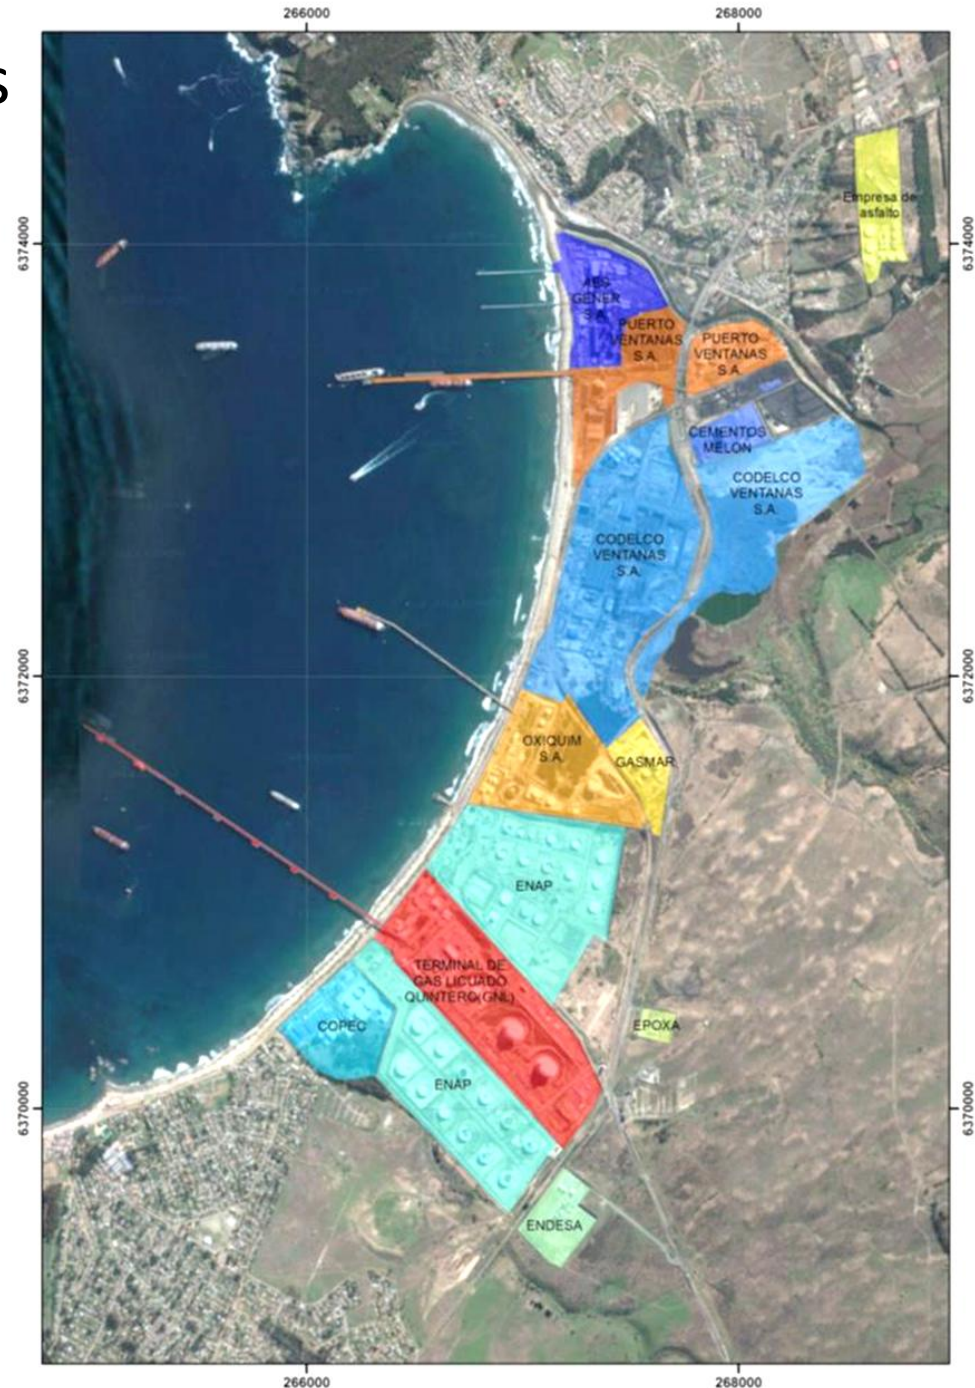 266000
268000
s
6374000
6374000
Empresa de
asfalto
AES
GENER
S.A.
PUERTO
VENTANAS
S.A.
PUERTO
VENTANAS
S.A.
CEMENTOS
MELON
CODELCO
VENTANAS
S.A.
CODELCO
VENTANAS
S.A.
6372000
6372000
OXIQUIM
S.A.
GASMAR
ENAP
TERMINAL DE
GAS LICUADO
QUINTERO(GNL)
COPEC
EPOXA
ENAP
6370000
6370000
ENDESA
266000
268000